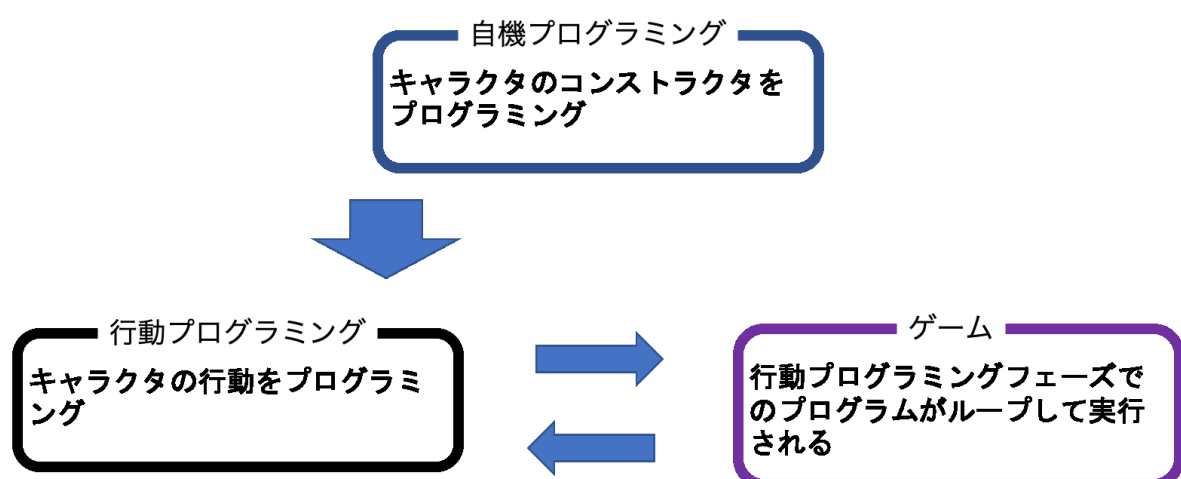 自機プログラミング
キャラクタのコンストラクタを
プログラミング
行動プログラミング
キャラクタの行動をプログラミ
ング
ゲーム
行動プログラミングフェーズで
のプログラムがループして実行
される